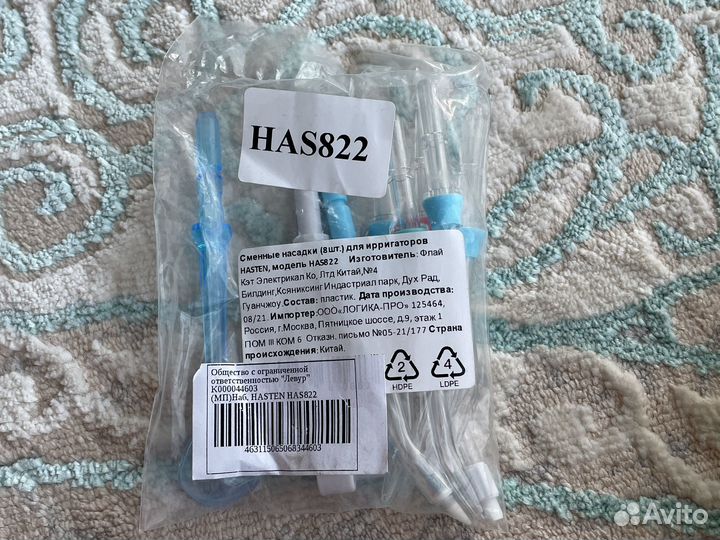 HAS822
Сменные насадки (8шт.) для ирригаторов
HASTEN, модель HAS822 Изготовитель: Флай
Кэт Электрикал Ко, Лтд Китай,№4
Билдинг,Ксяниксинг Индастриал парк, Дух Рад,
Гуанчжоу.Состав: пластик. Дата производства:
08/21. Импортер:ООО«ЛОГИКА-ПРО» 125464,
Россия, г.Москва, Пятницкое шоссе, д.9, этаж 1
ПОМ III КОМ 6 Отказн. письмо №05-21/177 Страна
происхождения: Китай.
2
HDPE
4
LDPE
Общество с ограниченной
ответственностью "Левур"
K000044603
(МП)Наб, HASTEN HAS822
463115065068344603
Avito